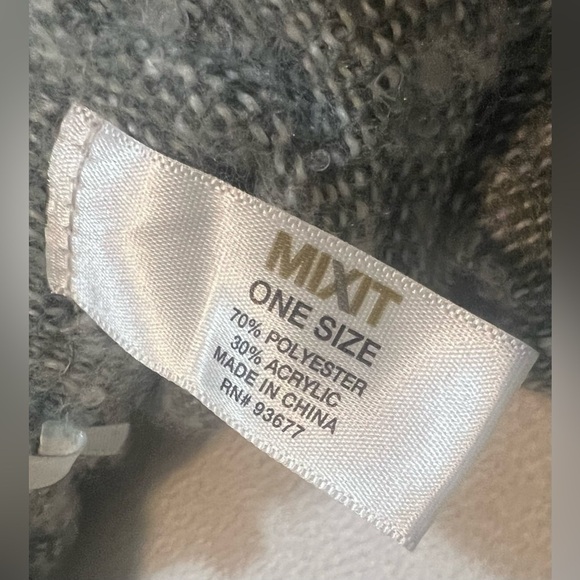 MIXIT
ONE SIZE
70% POLYESTER
30% ACRYLIC
MADE IN CHINA
RN# 93677